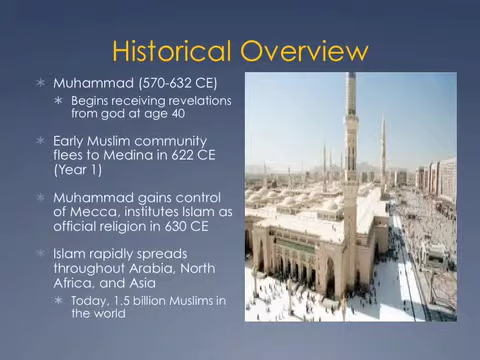 Historical Overview
Muhammad (570-632 CE)
Begins receiving revelations
from god at age 40
Early Muslim community
flees to Medina in 622 CE
(Year 1)
Muhammad gains control
of Mecca, institutes Islam as
official religion in 630 CE
Islam rapidly spreads
throughout Arabia, North
Africa, and Asia
Today, 1.5 billion Muslims in
the world